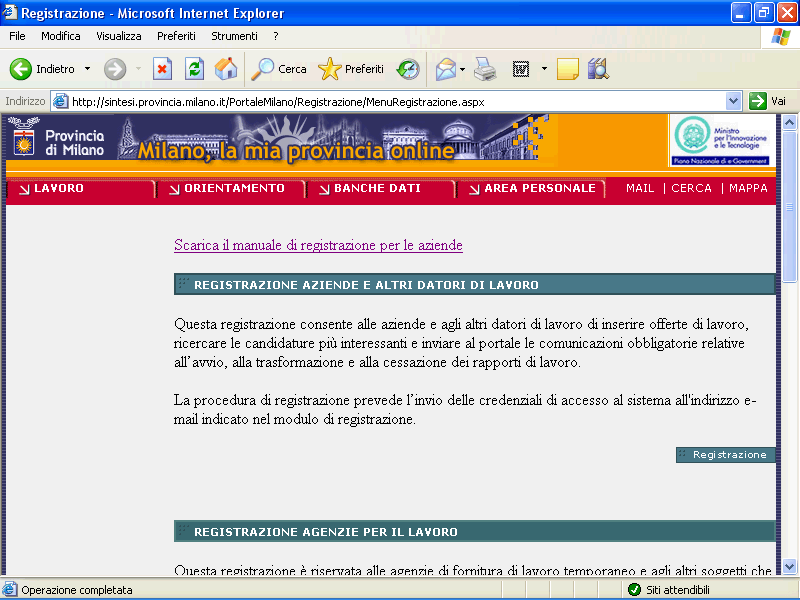 Registrazione - Microsoft Internet Explorer
File Modifica Visualizza Preferiti Strumenti ?
Indietro Cerca Preferiti
Indirizzo http://sintesi.provincia.milano.it/PortaleMilano/Registrazione/MenuRegistrazione.aspx Vai
Provincia di Milano
Milano, la mia provincia online
Ministro per l'Innovazione e le Tecnologie
Piano Nazionale di e-Government
LAVORO ORIENTAMENTO BANCHE DATI AREA PERSONALE MAIL | CERCA | MAPPA
Scarica il manuale di registrazione per le aziende
REGISTRAZIONE AZIENDE E ALTRI DATORI DI LAVORO
Questa registrazione consente alle aziende e agli altri datori di lavoro di inserire offerte di lavoro,
ricercare le candidature più interessanti e inviare al portale le comunicazioni obbligatorie relative
all’avvio, alla trasformazione e alla cessazione dei rapporti di lavoro.
La procedura di registrazione prevede l’invio delle credenziali di accesso al sistema all'indirizzo e-
mail indicato nel modulo di registrazione.
Registrazione
REGISTRAZIONE AGENZIE PER IL LAVORO
Questa registrazione è riservata alle agenzie di fornitura di lavoro temporaneo e agli altri soggetti che
Operazione completata Siti attendibili